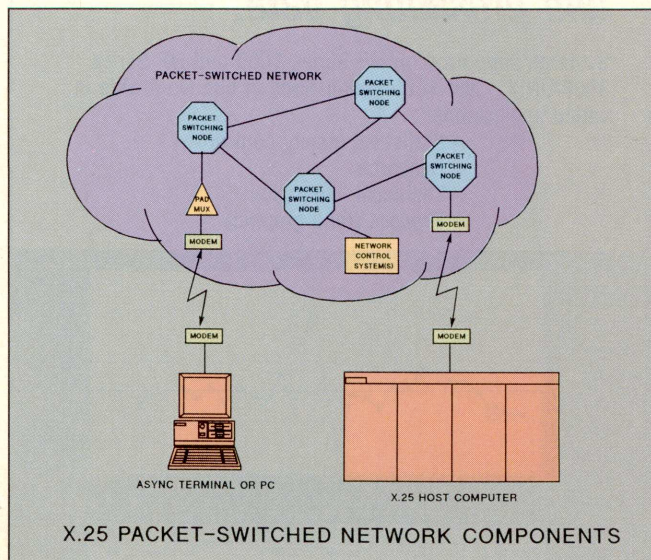 PACKET-SWITCHED NETWORK
PACKET
SWITCHING
NODE
PACKET
SWITCHING
NODE
PACKET
SWITCHING
NODE
PACKET
SWITCHING
NODE
PAD
MUX
MODEM
MODEM
NETWORK
CONTROL
SYSTEM(S)
MODEM
MODEM
ASYNC TERMINAL OR PC
X.25 HOST COMPUTER
X.25 PACKET-SWITCHED NETWORK COMPONENTS